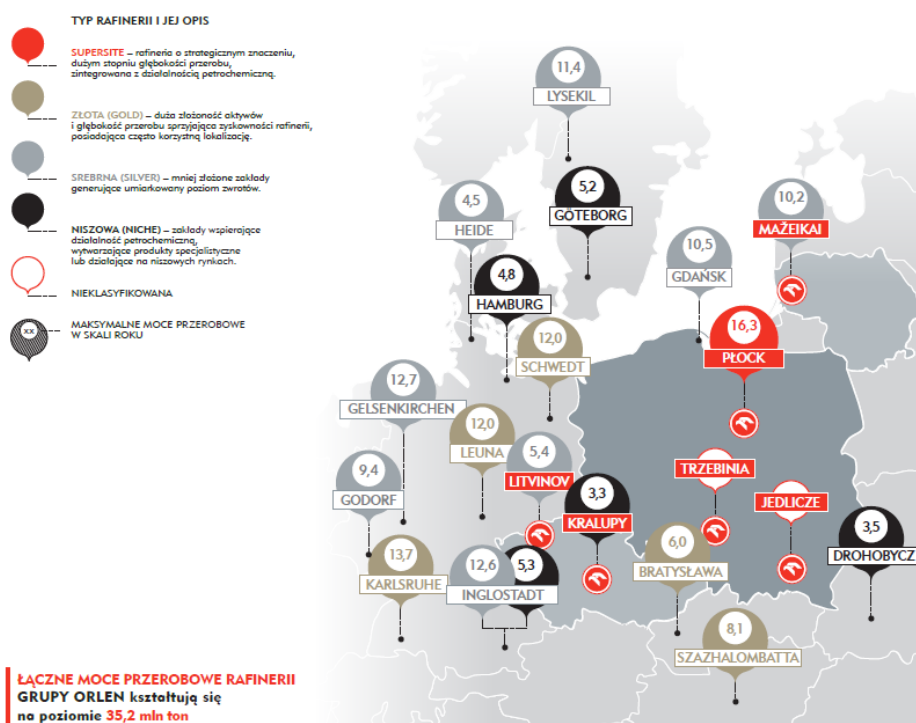 TYP RAFINERII I JEJ OPIS
SUPERSITE – rafineria o strategicznym znaczeniu,
dużym stopniu głębokości przerobu,
zintegrowana z działalnością petrochemiczną.
ZŁOTA (GOLD) – duża złożoność aktywów
i głębokość przerobu sprzyjająca zyskowności rafinerii,
posiadająca często korzystną lokalizację.
SREBRNA (SILVER) – mniej złożone zakłady
generujące umiarkowany poziom zwrotów.
NISZOWA (NICHE) – zakłady wspierające
działalność petrochemiczną,
wytwarzające produkty specjalistyczne
lub działające na niszowych rynkach.
NIEKLASYFIKOWANA
XX
MAKSYMALNE MOCE PRZEROBOWE
W SKALI ROKU
11,4
LYSEKIL
5,2
GÖTEBORG
4,5
HEIDE
10,2
MAŽEIKAI
10,5
GDAŃSK
4,8
HAMBURG
16,3
PŁOCK
12,0
SCHWEDT
12,7
GELSENKIRCHEN
12,0
LEUNA
5,4
LITVINOV
TRZEBINIA
9,4
GODORF
3,3
KRALUPY
JEDLICZE
3,5
DROHOBYCZ
13,7
KARLSRUHE
12,6
5,3
INGLOSTADT
6,0
BRATYSŁAWA
8,1
SZAZHALOMBATTA
ŁĄCZNE MOCE PRZEROBOWE RAFINERII
GRUPY ORLEN kształtują się
na poziomie 35,2 mln ton